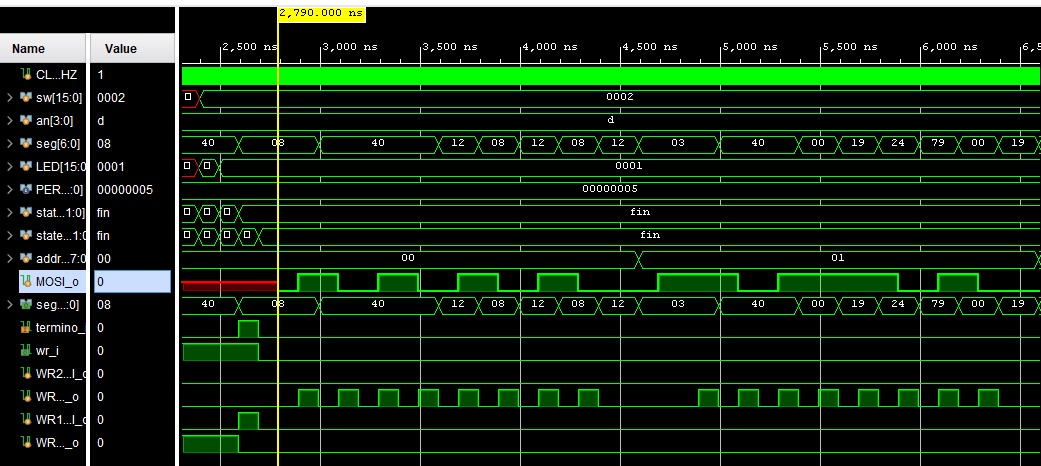 2,790.000 ns
Name Value 2,500 ns 3,000 ns 3,500 ns 4,000 ns 4,500 ns 5,000 ns 5,500 ns 6,000 ns 6,5
CL...HZ 1
sw[15:0] 0002 0002
an[3:0] d d
seg[6:0] 08 40 08 40 12 08 12 08 12 03 40 00 19 24 79 00 19
LED[15:0 0001 0001
PER...:0] 00000005 00000005
stat...1:0] fin fin
state...1:0] fin fin
addr...7:0] 00 00 01
MOSI_o 0
seg...:0] 08 40 08 40 12 08 12 08 12 03 40 00 19 24 79 00 19
termino_ 0
wr_i 0
WR2...l_o 0
WR..._o 0
WR1...l_o 0
WR..._o 0